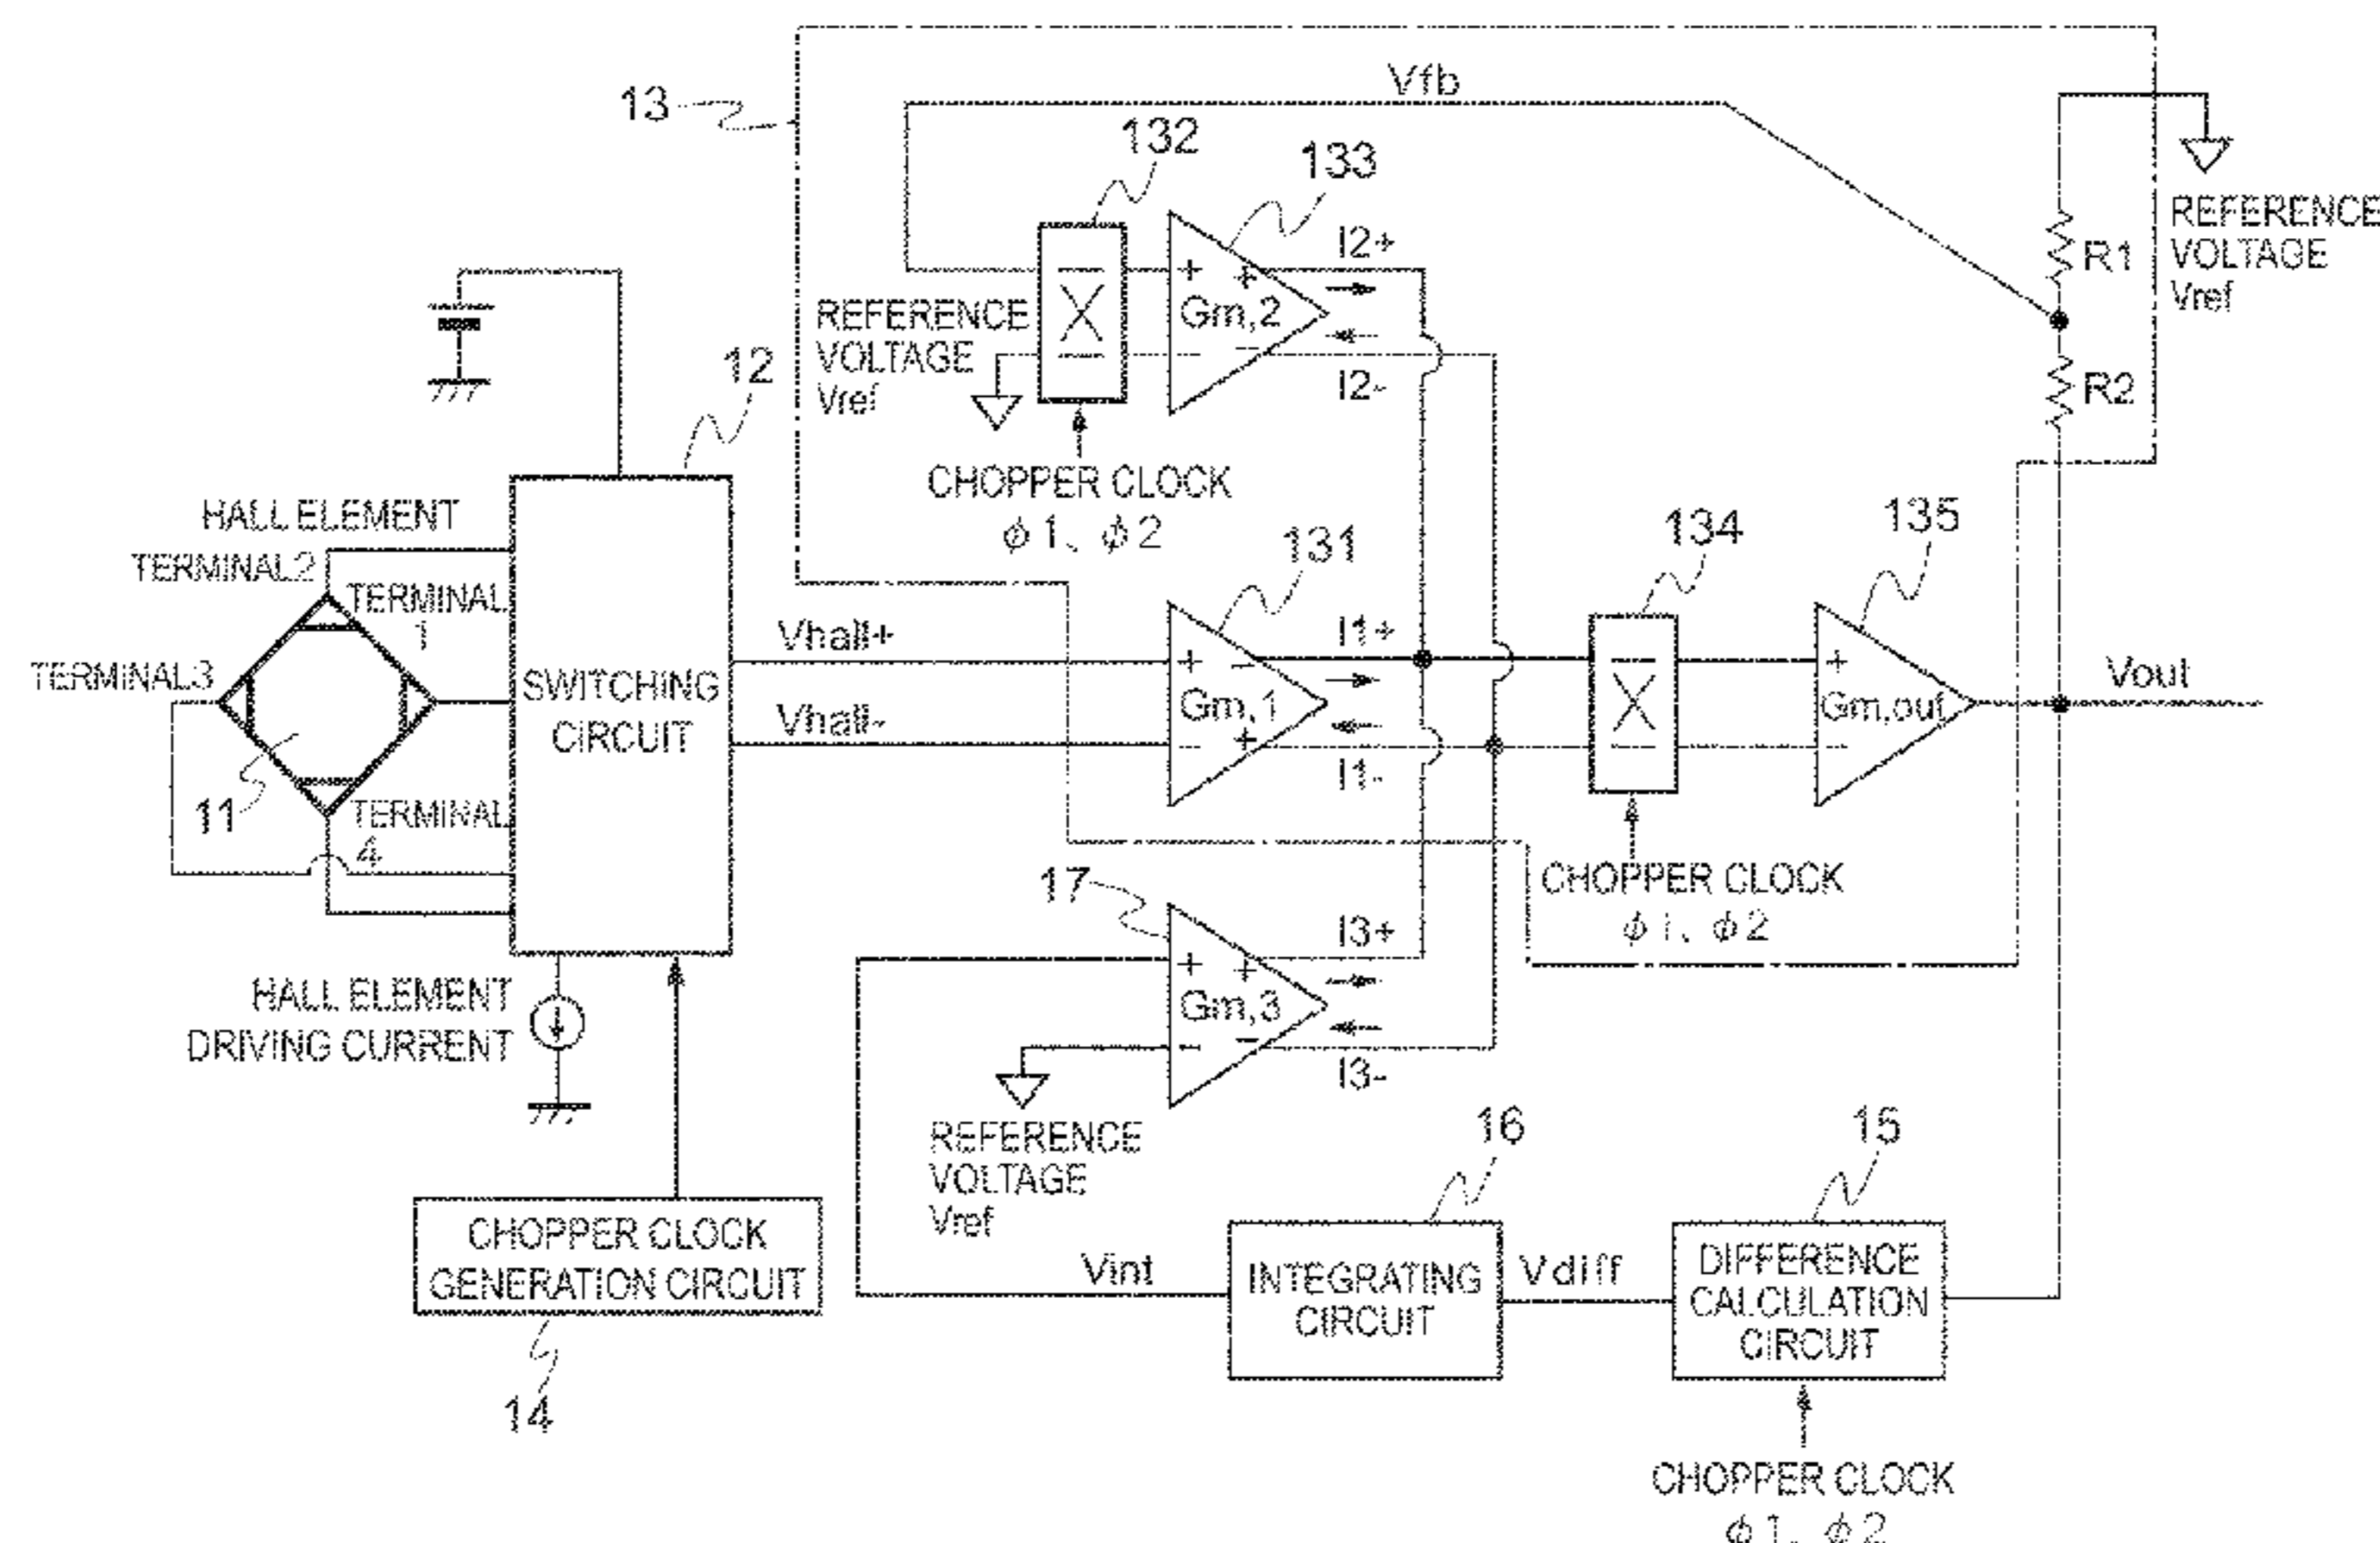 13
Vfb
132
133
I2+
REFERENCE
VOLTAGE
Vref
+ +
Gm,2
- -
I2-
R1
REFERENCE
VOLTAGE
Vref
R2
12
CHOPPER CLOCK
ϕ1、ϕ2
HALL ELEMENT
TERMINAL2
TERMINAL
1
TERMINAL3
11
TERMINAL
4
SWITCHING
CIRCUIT
Vhall+
Vhall-
131
I1+
+ -
Gm,1
- +
I1-
134
135
+
Gm,out
-
Vout
CHOPPER CLOCK
ϕ1、ϕ2
HALL ELEMENT
DRIVING CURRENT
17
I3+
+ +
Gm,3
- -
I3-
REFERENCE
VOLTAGE
Vref
CHOPPER CLOCK
GENERATION CIRCUIT
14
Vint
16
INTEGRATING
CIRCUIT
Vdiff
15
DIFFERENCE
CALCULATION
CIRCUIT
CHOPPER CLOCK
ϕ1、ϕ2